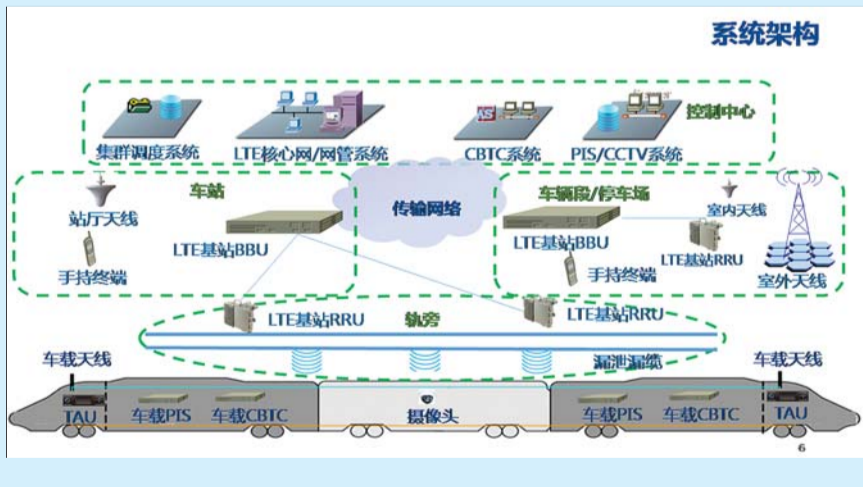 系统架构
控制中心
集群调度系统
LTE核心网/网管系统
CBTC系统
PIS/CCTV系统
车站
站厅天线
手持终端
LTE基站BBU
传输网络
车辆段/停车场
室内天线
LTE基站BBU
手持终端
LTE基站RRU
室外天线
LTE基站RRU
轨旁
LTE基站RRU
漏泄漏缆
车载天线
车载天线
TAU
车载PIS
车载CBTC
摄像头
车载PIS
车载CBTC
TAU
6